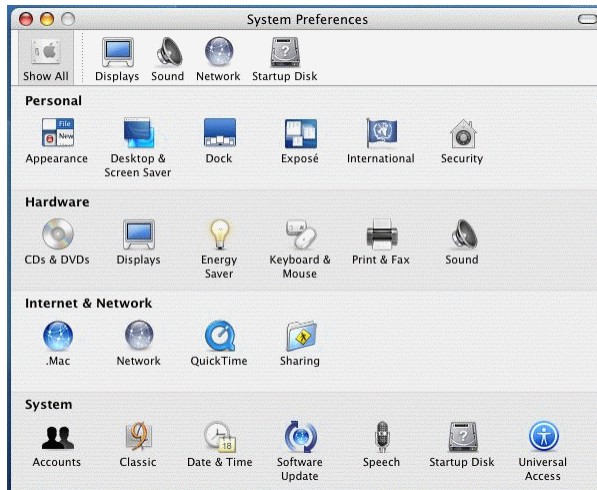 System Preferences
Show All Displays Sound Network Startup Disk
Personal
File
New
Appearance Desktop & Screen Saver Dock Exposé International Security
Hardware
CDs & DVDs Displays Energy Saver Keyboard & Mouse Print & Fax Sound
Internet & Network
.Mac Network QuickTime Sharing
System
18
Accounts Classic Date & Time Software Update Speech Startup Disk Universal Access